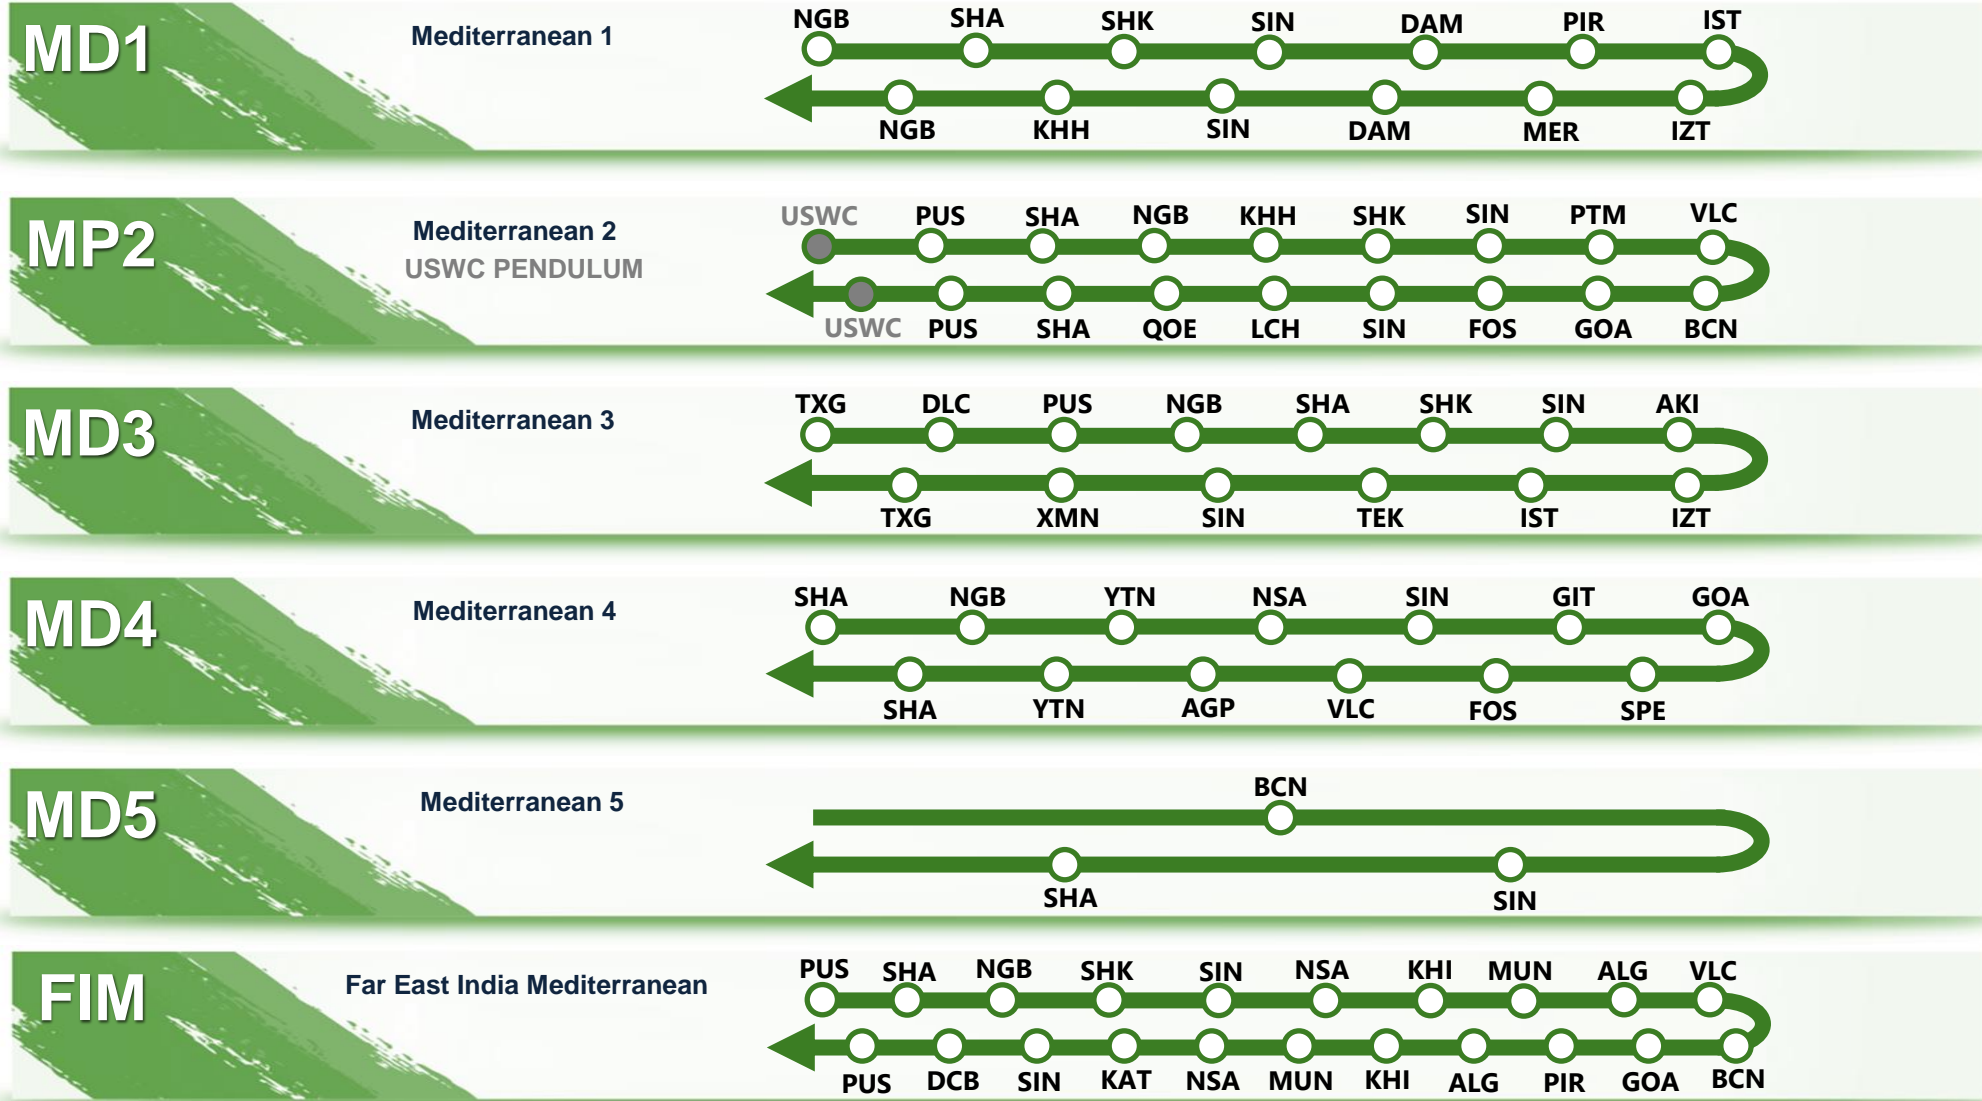 MD1
Mediterranean 1
NGB SHA SHK SIN DAM PIR IST
NGB KHH SIN DAM MER IZT
MP2
Mediterranean 2
USWC PENDULUM
USWC PUS SHA NGB KHH SHK SIN PTM VLC
USWC PUS SHA QOE LCH SIN FOS GOA BCN
MD3
Mediterranean 3
TXG DLC PUS NGB SHA SHK SIN AKI
TXG XMN SIN TEK IST IZT
MD4
Mediterranean 4
SHA NGB YTN NSA SIN GIT GOA
SHA YTN AGP VLC FOS SPE
MD5
Mediterranean 5
BCN
SHA SIN
FIM
Far East India Mediterranean
PUS SHA NGB SHK SIN NSA KHI MUN ALG VLC
PUS DCB SIN KAT NSA MUN KHI ALG PIR GOA BCN